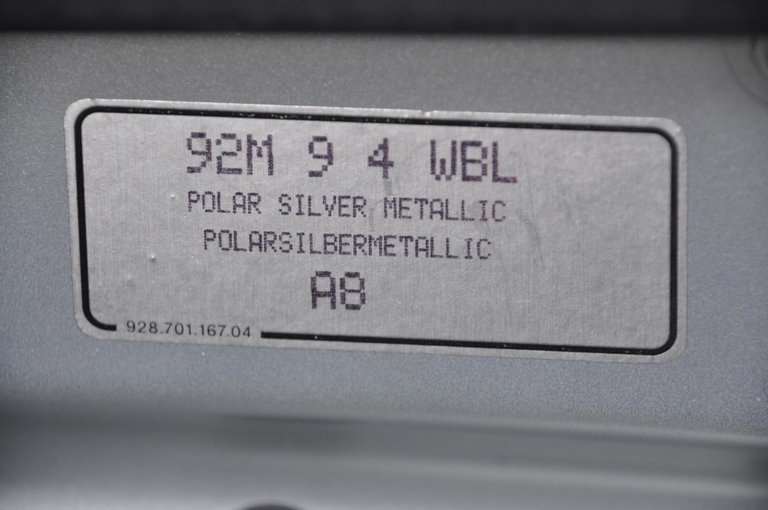 92M 9 4 WBL
POLAR SILVER METALLIC
POLARSILBERMETALLIC
A8
928.701.167.04